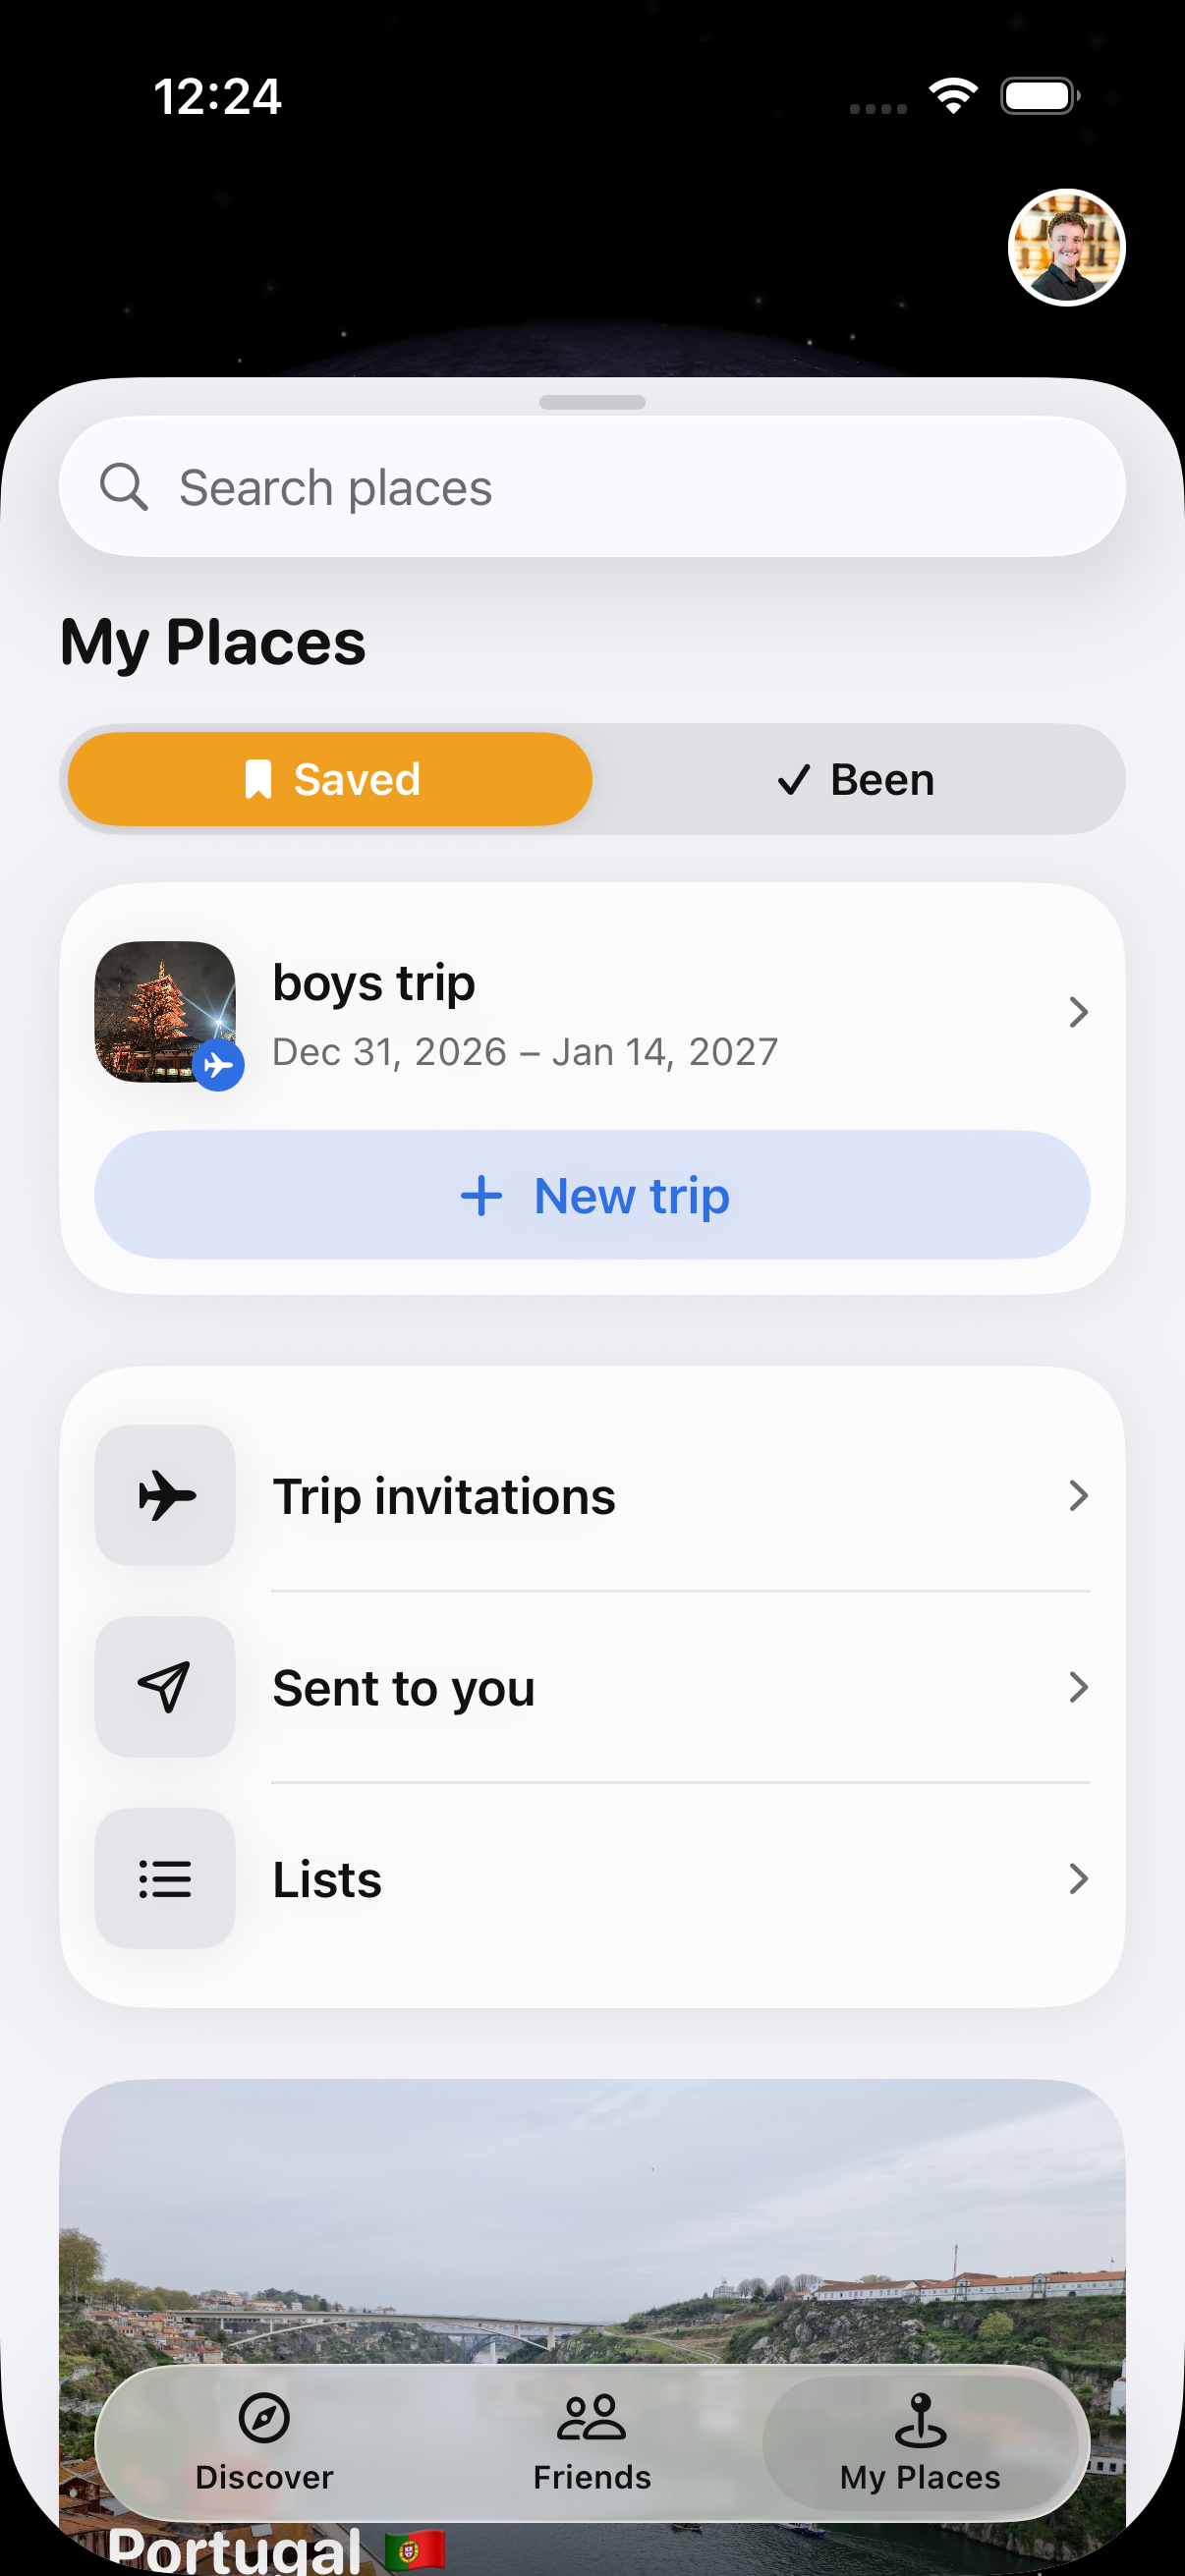 12:24
Search places
My Places
Saved
Been
boys trip
Dec 31, 2026 – Jan 14, 2027
+ New trip
Trip invitations
Sent to you
Lists
Discover
Friends
My Places
Portugal 🇵🇹